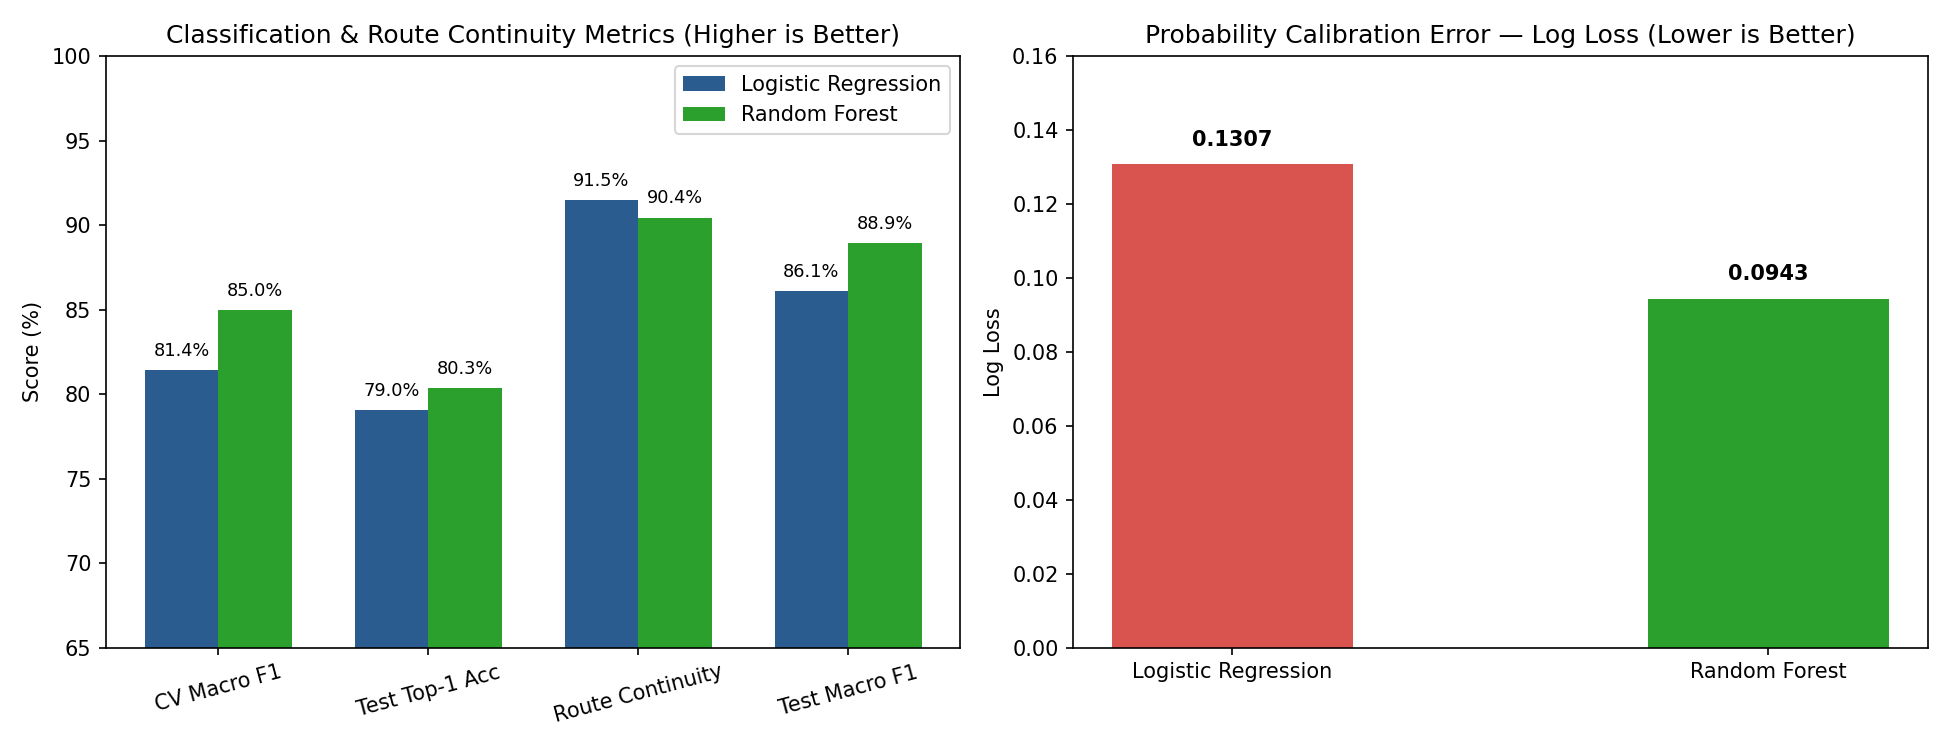 Classification & Route Continuity Metrics (Higher is Better)
Score (%)
100
95
90
85
80
75
70
65
Logistic Regression
Random Forest
81.4%
85.0%
79.0%
80.3%
91.5%
90.4%
86.1%
88.9%
CV Macro F1
Test Top-1 Acc
Route Continuity
Test Macro F1
Probability Calibration Error — Log Loss (Lower is Better)
Log Loss
0.16
0.14
0.12
0.10
0.08
0.06
0.04
0.02
0.00
0.1307
0.0943
Logistic Regression
Random Forest